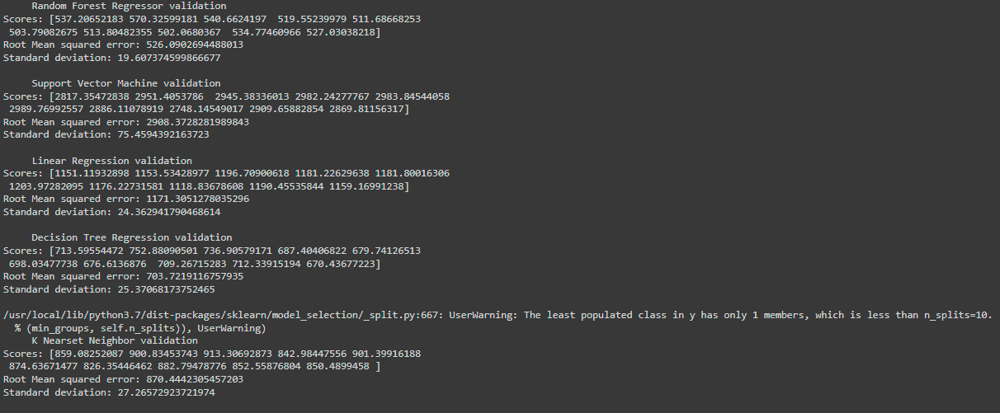 Random Forest Regressor validation
Scores: [537.20652183 570.32599181 540.6624197  519.55239979 511.68668253
 503.79082675 513.80482355 502.0680367  534.77460966 527.03038218]
Root Mean squared error: 526.0902694488013
Standard deviation: 19.607374599866677
Support Vector Machine validation
Scores: [2817.35472838 2951.4053786  2945.38336013 2982.24277767 2983.84544058
 2989.76992557 2886.11078919 2748.14549017 2909.65882854 2869.81156317]
Root Mean squared error: 2908.3728281989843
Standard deviation: 75.4594392163723
Linear Regression validation
Scores: [1151.11932898 1153.53428977 1196.70900618 1181.22629638 1181.80016306
 1203.97282095 1176.22731581 1118.83678608 1190.45535844 1159.16991238]
Root Mean squared error: 1171.3051278035296
Standard deviation: 24.362941790468614
Decision Tree Regression validation
Scores: [713.59554472 752.88090501 736.90579171 687.40406822 679.74126513
 698.03477738 676.6136876  709.26715283 712.33915194 670.43677223]
Root Mean squared error: 703.7219116757935
Standard deviation: 25.37068173752465
/usr/local/lib/python3.7/dist-packages/sklearn/model_selection/_split.py:667: UserWarning: The least populated class in y has only 1 members, which is less than n_splits=10.
  % (min_groups, self.n_splits)), UserWarning)
K Nearset Neighbor validation
Scores: [859.08252087 900.83453743 913.30692873 842.98447556 901.39916188
 874.63671477 826.35446462 882.79478776 852.55876804 850.4899458 ]
Root Mean squared error: 870.4442305457203
Standard deviation: 27.26572923721974